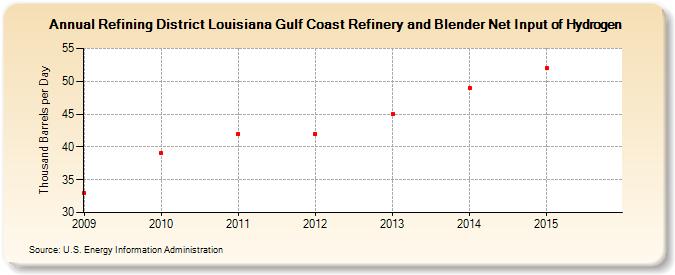 Annual Refining District Louisiana Gulf Coast Refinery and Blender Net Input of Hydrogen
Thousand Barrels per Day
55
50
45
40
35
30
2009 2010 2011 2012 2013 2014 2015
Source: U.S. Energy Information Administration